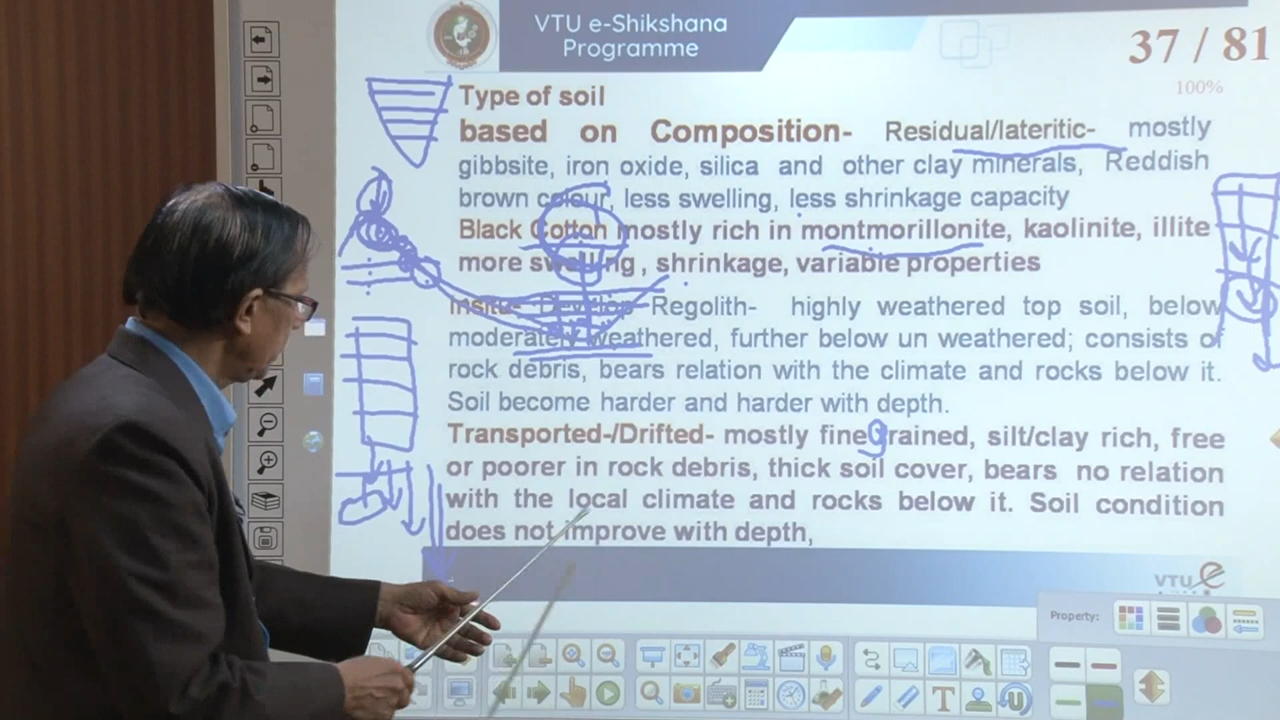 VTU e-Shikshana
Programme
37 / 81
100%
Type of soil
based on Composition- Residual/lateritic- mostly
gibbsite, iron oxide, silica and other clay minerals, Reddish
brown colour, less swelling, less shrinkage capacity
Black Cotton mostly rich in montmorillonite, kaolinite, illite
more swelling , shrinkage, variable properties
Insitu- Develop Regolith- highly weathered top soil, below
moderately weathered, further below un weathered; consists of
rock debris, bears relation with the climate and rocks below it.
Soil become harder and harder with depth.
Transported-/Drifted- mostly fine grained, silt/clay rich, free
or poorer in rock debris, thick soil cover, bears no relation
with the local climate and rocks below it. Soil condition
does not improve with depth,
VTU e
Property: